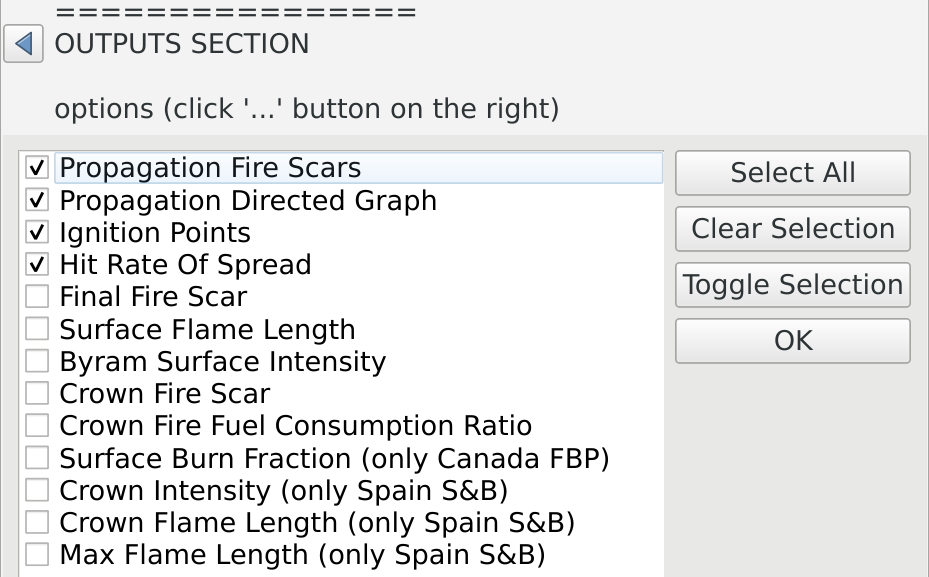 ================
OUTPUTS SECTION
options (click '...' button on the right)
Propagation Fire Scars
Propagation Directed Graph
Ignition Points
Hit Rate Of Spread
Final Fire Scar
Surface Flame Length
Byram Surface Intensity
Crown Fire Scar
Crown Fire Fuel Consumption Ratio
Surface Burn Fraction (only Canada FBP)
Crown Intensity (only Spain S&B)
Crown Flame Length (only Spain S&B)
Max Flame Length (only Spain S&B)
Select All
Clear Selection
Toggle Selection
OK